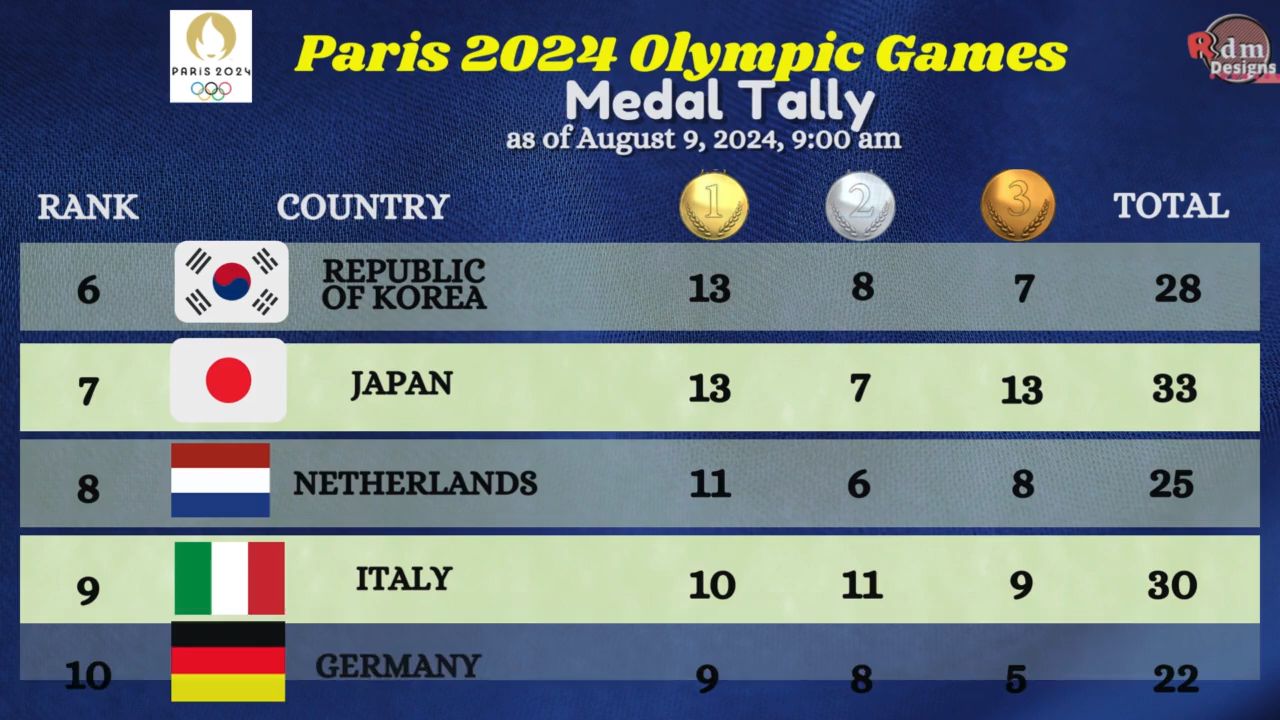 PARIS 2024
Paris 2024 Olympic Games
Rdm
Designs
Medal Tally
as of August 9, 2024, 9:00 am
RANK COUNTRY 1 2 3 TOTAL
6 REPUBLIC OF KOREA 13 8 7 28
7 JAPAN 13 7 13 33
8 NETHERLANDS 11 6 8 25
9 ITALY 10 11 9 30
10 GERMANY 9 8 5 22